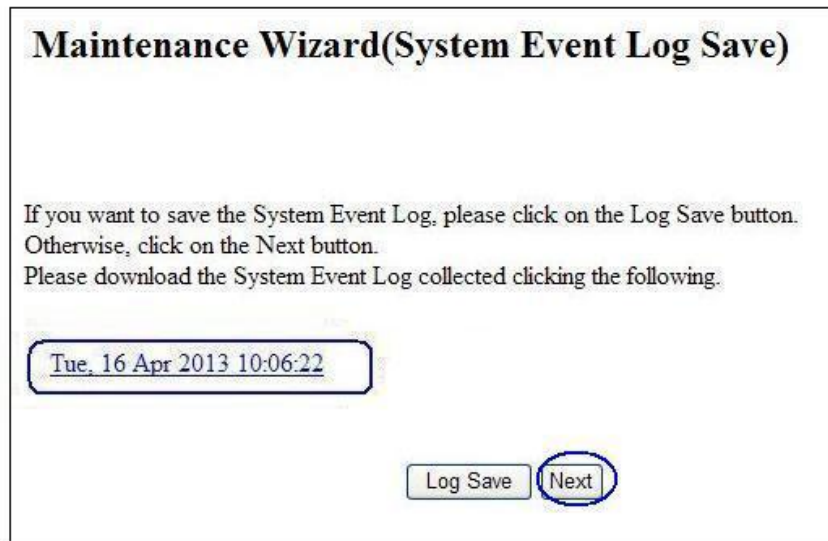 Maintenance Wizard(System Event Log Save)
If you want to save the System Event Log, please click on the Log Save button.
Otherwise, click on the Next button.
Please download the System Event Log collected clicking the following.
Tue, 16 Apr 2013 10:06:22
Log Save Next